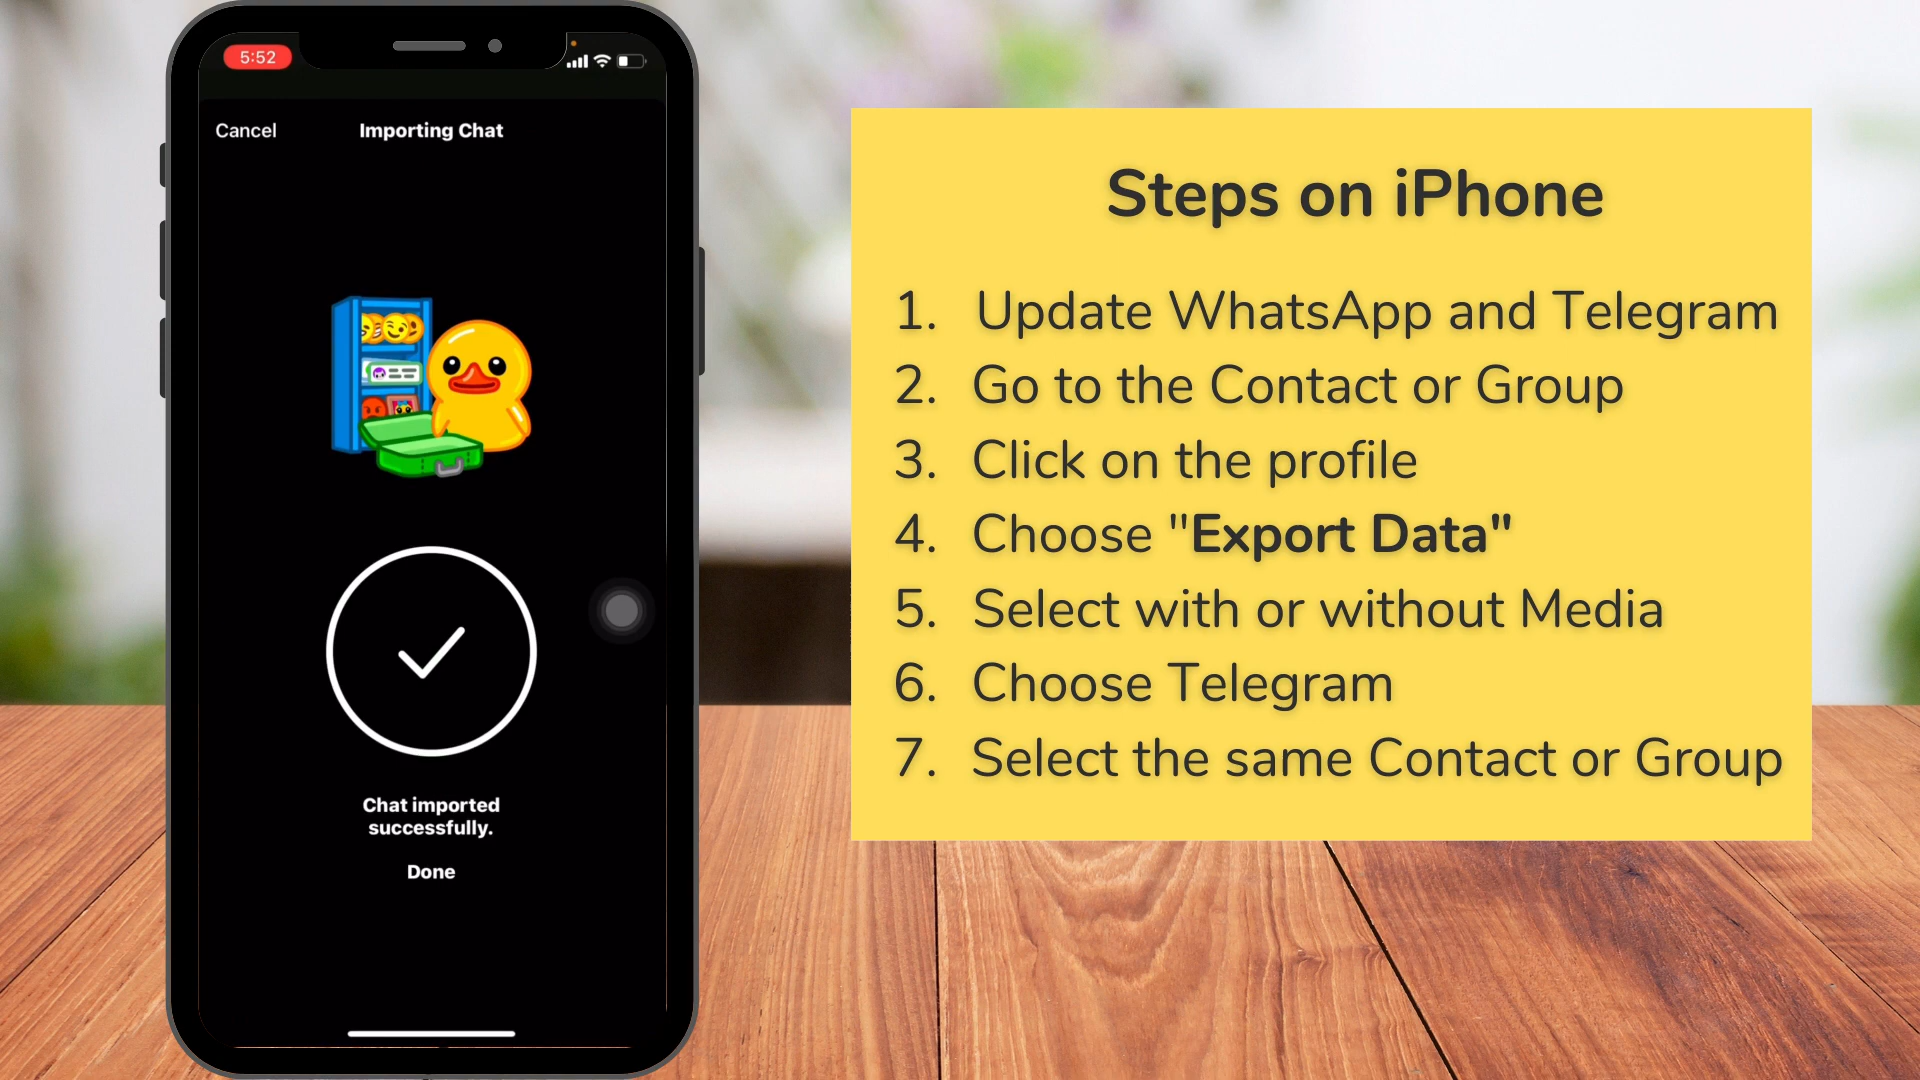 5:52
Cancel
Importing Chat
Chat imported
successfully.
Done
Steps on iPhone
1. Update WhatsApp and Telegram
2. Go to the Contact or Group
3. Click on the profile
4. Choose "Export Data"
5. Select with or without Media
6. Choose Telegram
7. Select the same Contact or Group